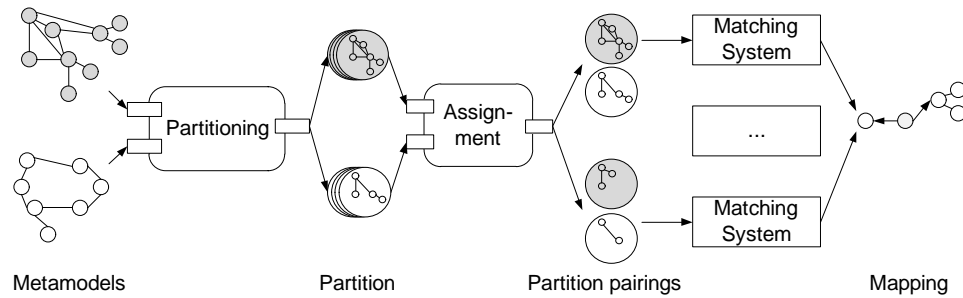 Partitioning
Assign-
ment
Matching
System
...
Matching
System
Metamodels
Partition
Partition pairings
Mapping